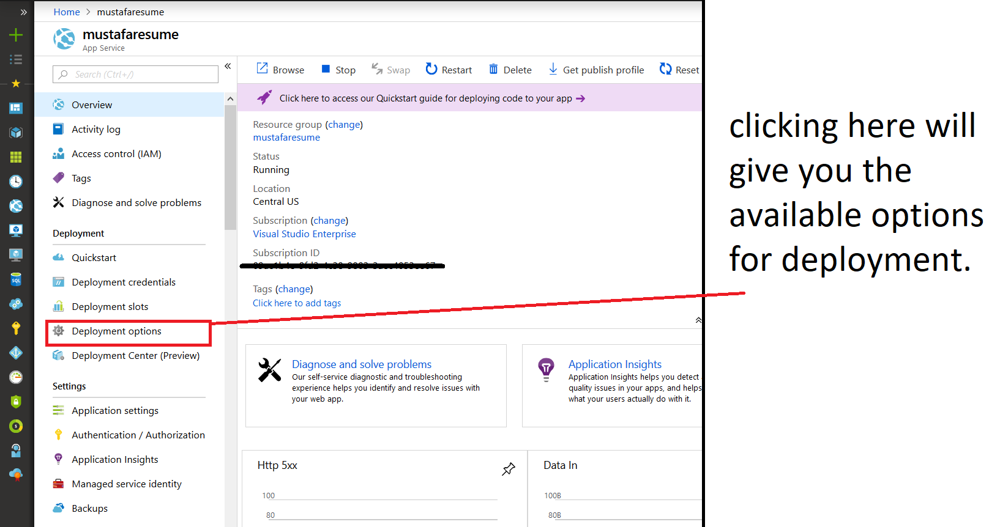 Home > mustafaresume
mustafaresume
App Service
Search (Ctrl+/)
Overview
Activity log
Access control (IAM)
Tags
Diagnose and solve problems
Deployment
Quickstart
Deployment credentials
Deployment slots
Deployment options
Deployment Center (Preview)
Settings
Application settings
Authentication / Authorization
Application Insights
Managed service identity
Backups
Browse
Stop
Swap
Restart
Delete
Get publish profile
Reset
Click here to access our Quickstart guide for deploying code to your app
Resource group (change)
mustafaresume
Status
Running
Location
Central US
Subscription (change)
Visual Studio Enterprise
Subscription ID
Tags (change)
Click here to add tags
Diagnose and solve problems
Our self-service diagnostic and troubleshooting
experience helps you identify and resolve issues with
your web app.
Application Insights
Application Insights helps you detect
quality issues in your apps, and helps
what your users actually do with it.
Http 5xx
100
80
Data In
100B
80B
clicking here will
give you the
available options
for deployment.
SQL